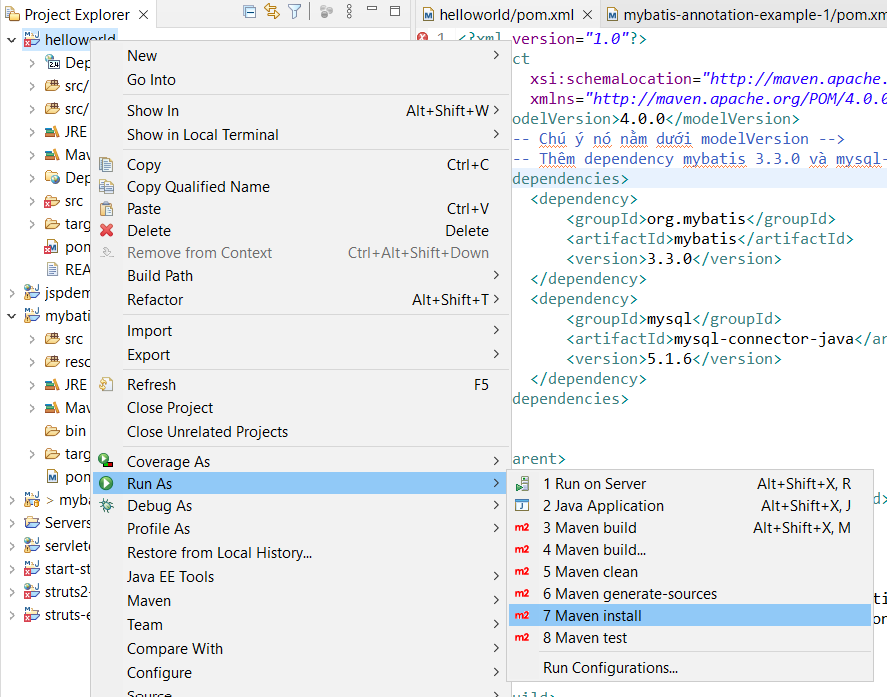 Project Explorer
helloworld/pom.xml
mybatis-annotation-example-1/pom.xm
helloworld
Dep
src/
src/
JRE
Mav
Dep
src
targ
pom
REA
jspdem
mybati
src
reso
JRE
Mav
bin
targ
pom
> myba
Servers
servlet
start-st
struts2-
struts-e
New
Go Into
Show In Alt+Shift+W
Show in Local Terminal
Copy Ctrl+C
Copy Qualified Name
Paste Ctrl+V
Delete Delete
Remove from Context Ctrl+Alt+Shift+Down
Build Path
Refactor Alt+Shift+T
Import
Export
Refresh F5
Close Project
Close Unrelated Projects
Coverage As
Run As
Debug As
Profile As
Restore from Local History...
Java EE Tools
Maven
Team
Compare With
Configure
Source
1 Run on Server Alt+Shift+X, R
2 Java Application Alt+Shift+X, J
3 Maven build Alt+Shift+X, M
4 Maven build...
5 Maven clean
6 Maven generate-sources
7 Maven install
8 Maven test
Run Configurations...
1 <?xml version="1.0"?>
ct
xsi:schemaLocation="http://maven.apache.
xmlns="http://maven.apache.org/POM/4.0.0
odelVersion>4.0.0</modelVersion>
-- Chú ý nó nằm dưới modelVersion -->
-- Thêm dependency mybatis 3.3.0 và mysql-
dependencies>
<dependency>
<groupId>org.mybatis</groupId>
<artifactId>mybatis</artifactId>
<version>3.3.0</version>
</dependency>
<dependency>
<groupId>mysql</groupId>
<artifactId>mysql-connector-java</ar
<version>5.1.6</version>
</dependency>
dependencies>
arent>